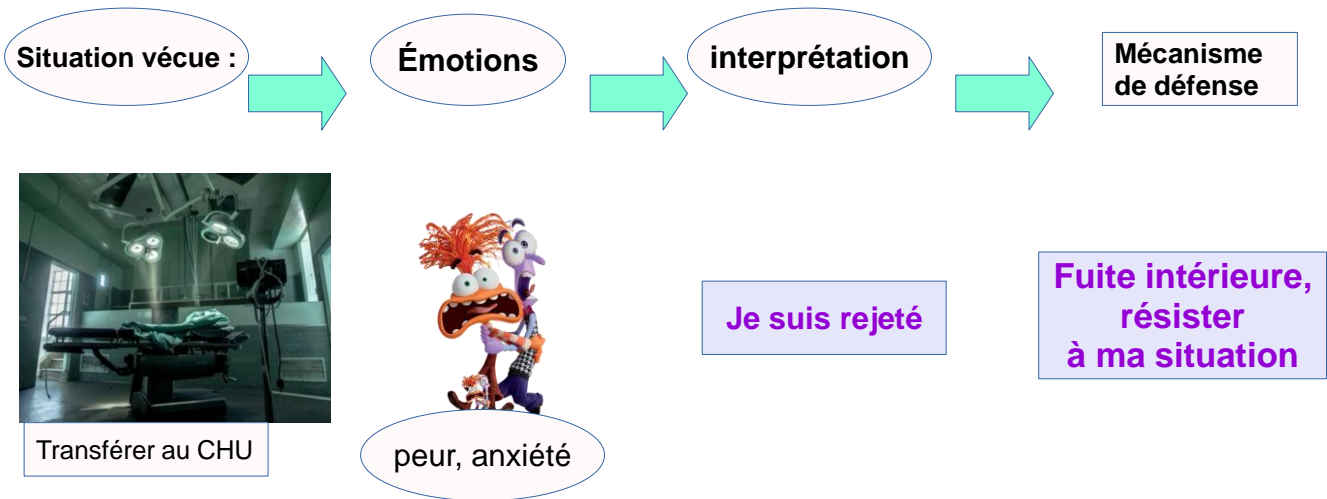 Situation vécue :
Émotions
interprétation
Mécanisme
de défense
Je suis rejeté
Fuite intérieure,
résister
à ma situation
Transférer au CHU
peur, anxiété